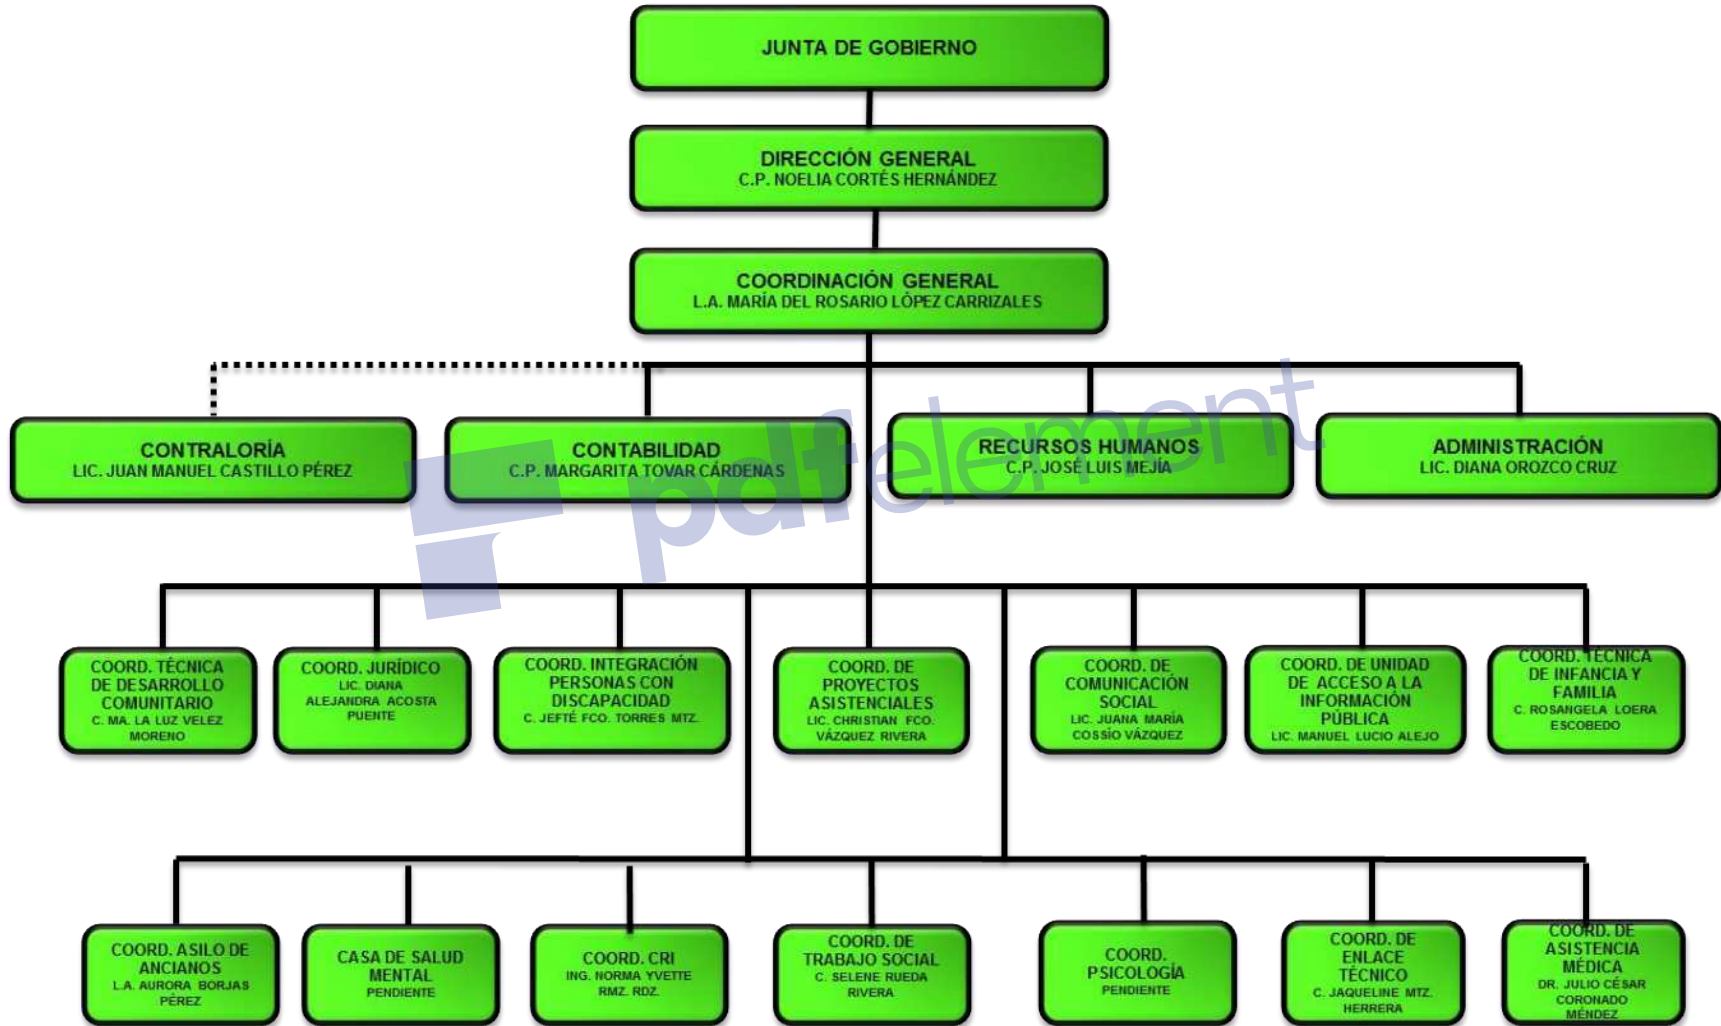 JUNTA DE GOBIERNO
DIRECCIÓN GENERAL
C.P. NOELIA CORTÉS HERNÁNDEZ
COORDINACIÓN GENERAL
L.A. MARÍA DEL ROSARIO LÓPEZ CARRIZALES
CONTRALORÍA
LIC. JUAN MANUEL CASTILLO PÉREZ
CONTABILIDAD
C.P. MARGARITA TOVAR CÁRDENAS
RECURSOS HUMANOS
C.P. JOSÉ LUIS MEJÍA
ADMINISTRACIÓN
LIC. DIANA OROZCO CRUZ
pdfelement
COORD. TÉCNICA
DE DESARROLLO
COMUNITARIO
C. MA. LA LUZ VELEZ
MORENO
COORD. JURÍDICO
LIC. DIANA
ALEJANDRA ACOSTA
PUENTE
COORD. INTEGRACIÓN
PERSONAS CON
DISCAPACIDAD
C. JEFTÉ FCO. TORRES MTZ.
COORD. DE
PROYECTOS
ASISTENCIALES
LIC. CHRISTIAN FCO.
VÁZQUEZ RIVERA
COORD. DE
COMUNICACIÓN
SOCIAL
LIC. JUANA MARÍA
COSSÍO VÁZQUEZ
COORD. DE UNIDAD
DE ACCESO A LA
INFORMACIÓN
PÚBLICA
LIC. MANUEL LUCIO ALEJO
COORD. TÉCNICA
DE INFANCIA Y
FAMILIA
C. ROSANGELA LOERA
ESCOBEDO
COORD. ASILO DE
ANCIANOS
L.A. AURORA BORJAS
PÉREZ
CASA DE SALUD
MENTAL
PENDIENTE
COORD. CRI
ING. NORMA YVETTE
RMZ. RDZ.
COORD. DE
TRABAJO SOCIAL
C. SELENE RUEDA
RIVERA
COORD.
PSICOLOGÍA
PENDIENTE
COORD. DE
ENLACE
TÉCNICO
C. JAQUELINE MTZ.
HERRERA
COORD. DE
ASISTENCIA
MÉDICA
DR. JULIO CÉSAR
CORONADO
MÉNDEZ